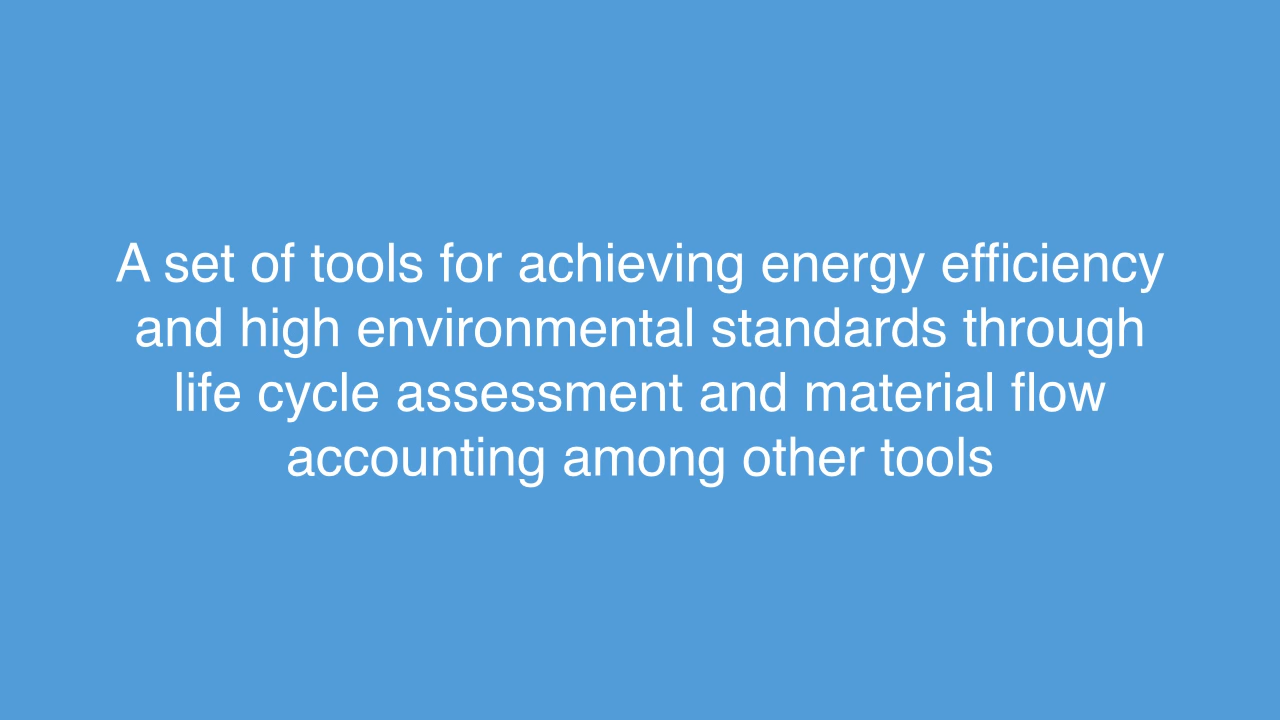 A set of tools for achieving energy efficiency
and high environmental standards through
life cycle assessment and material flow
accounting among other tools